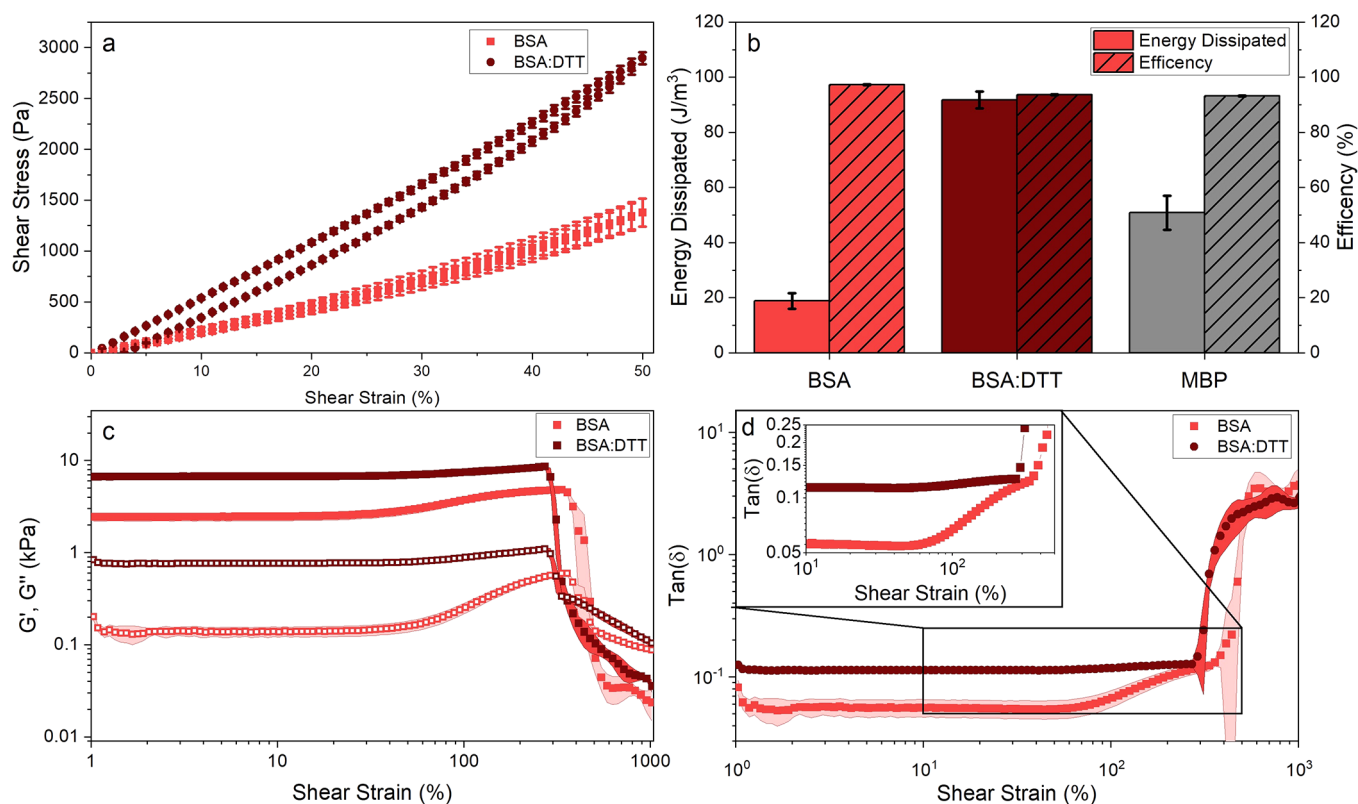 a
BSA
BSA:DTT
Shear Stress (Pa)
3000
2500
2000
1500
1000
500
0
0 10 20 30 40 50
Shear Strain (%)
b
Energy Dissipated
Efficency
Energy Dissipated (J/m³)
120
100
80
60
40
20
0
Efficency (%)
120
100
80
60
40
20
0
BSA BSA:DTT MBP
c
BSA
BSA:DTT
G', G'' (kPa)
10
1
0.1
0.01
1 10 100 1000
Shear Strain (%)
d
BSA
BSA:DTT
Tan(δ)
10¹
10⁰
10⁻¹
10⁰ 10¹ 10² 10³
Shear Strain (%)
Tan(δ)
0.25
0.2
0.15
0.1
0.05
10 10²
Shear Strain (%)